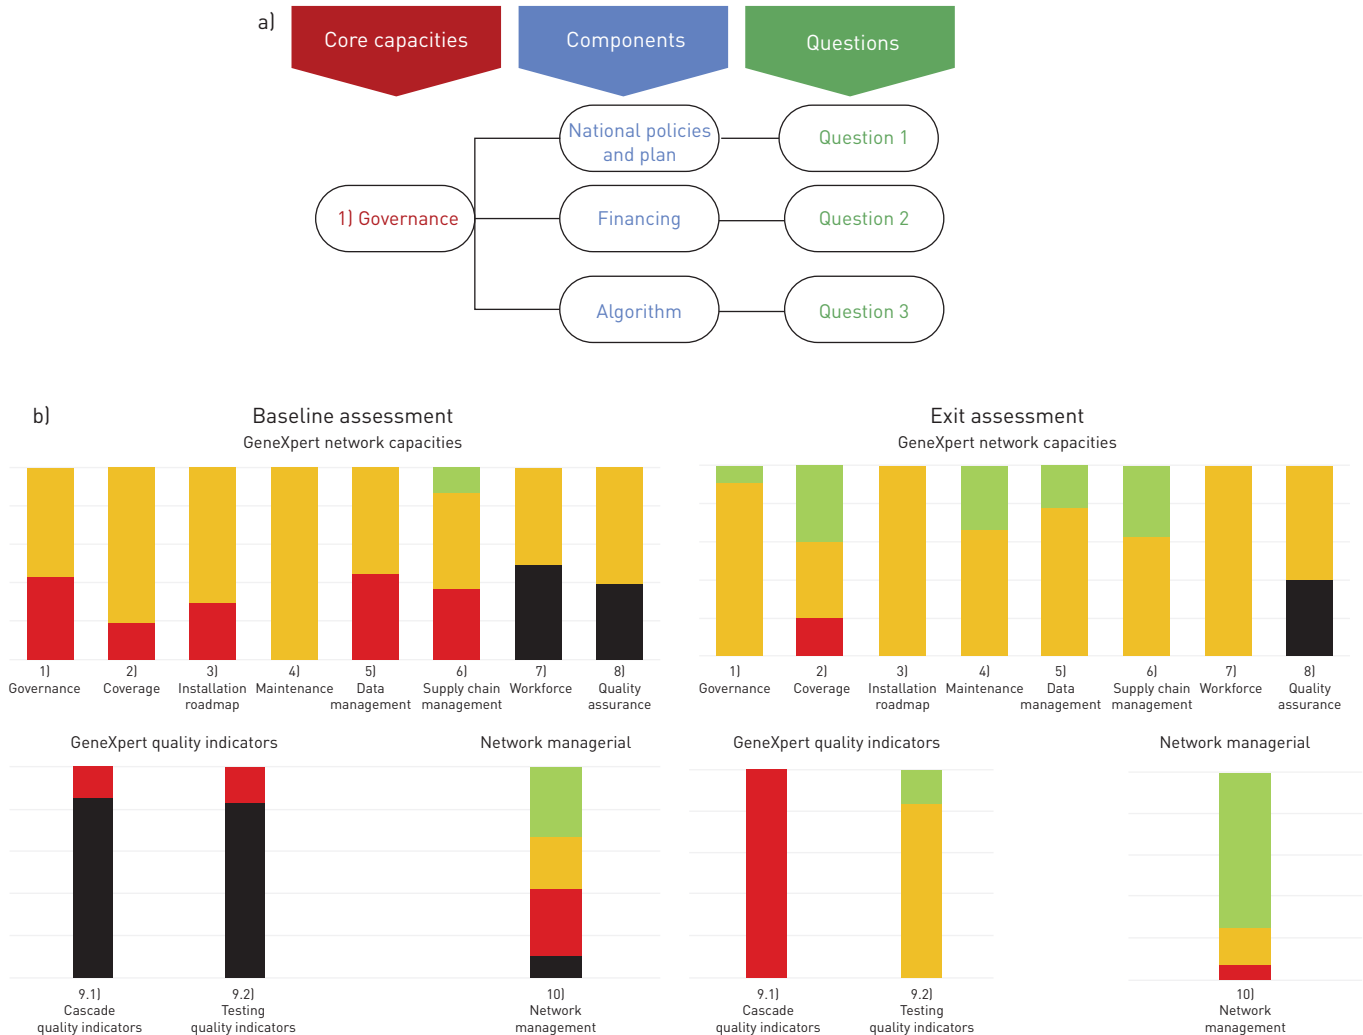 a)
Core capacities
Components
Questions
National policies
and plan
Question 1
1) Governance
Financing
Question 2
Algorithm
Question 3
b)
Baseline assessment
GeneXpert network capacities
1)
Governance
2)
Coverage
3)
Installation
roadmap
4)
Maintenance
5)
Data
management
6)
Supply chain
management
7)
Workforce
8)
Quality
assurance
GeneXpert quality indicators
9.1)
Cascade
quality indicators
9.2)
Testing
quality indicators
Network managerial
10)
Network
management
Exit assessment
GeneXpert network capacities
1)
Governance
2)
Coverage
3)
Installation
roadmap
4)
Maintenance
5)
Data
management
6)
Supply chain
management
7)
Workforce
8)
Quality
assurance
GeneXpert quality indicators
9.1)
Cascade
quality indicators
9.2)
Testing
quality indicators
Network managerial
10)
Network
management